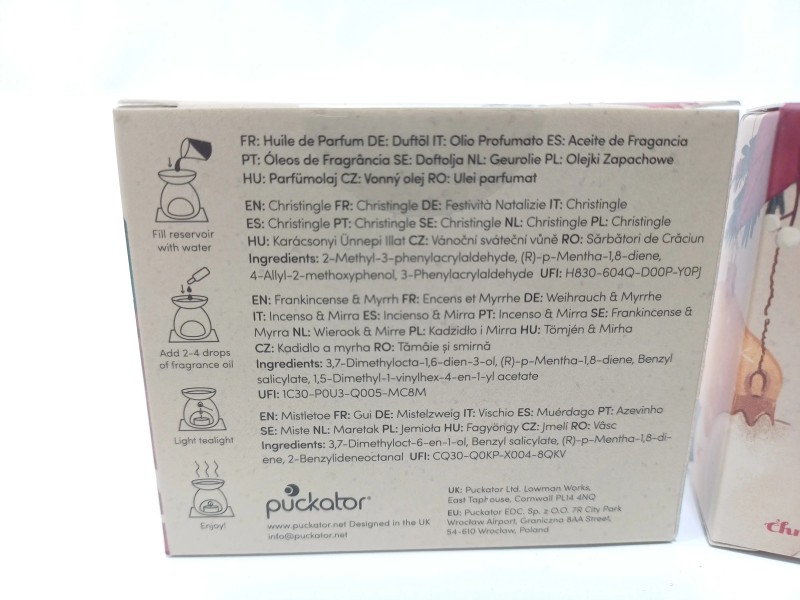 Fill reservoir
with water
Add 2-4 drops
of fragrance oil
Light tealight
Enjoy!
FR: Huile de Parfum DE: Duftöl IT: Olio Profumato ES: Aceite de Fragancia
PT: Óleos de Fragrância SE: Doftolja NL: Geurolie PL: Olejki Zapachowe
HU: Parfümolaj CZ: Vonný olej RO: Ulei parfumat
EN: Christingle FR: Christingle DE: Festività Natalizie IT: Christingle
ES: Christingle PT: Christingle SE: Christingle NL: Christingle PL: Christingle
HU: Karácsonyi Ünnepi Illat CZ: Vánoční sváteční vůně RO: Sărbători de Crăciun
Ingredients: 2-Methyl-3-phenylacrylaldehyde, (R)-p-Mentha-1,8-diene,
4-Allyl-2-methoxyphenol, 3-Phenylacrylaldehyde UFI: H830-604Q-D00P-Y0PJ
EN: Frankincense & Myrrh FR: Encens et Myrrhe DE: Weihrauch & Myrrhe
IT: Incenso & Mirra ES: Incienso & Mirra PT: Incenso & Mirra SE: Frankincense &
Myrra NL: Wierook & Mirre PL: Kadzidło i Mirra HU: Tömjén & Mirha
CZ: Kadidlo a myrha RO: Tămâie și smirnă
Ingredients: 3,7-Dimethylocta-1,6-dien-3-ol, (R)-p-Mentha-1,8-diene, Benzyl
salicylate, 1,5-Dimethyl-1-vinylhex-4-en-1-yl acetate
UFI: 1C30-P0U3-Q005-MC8M
EN: Mistletoe FR: Gui DE: Mistelzweig IT: Vischio ES: Muérdago PT: Azevinho
SE: Miste NL: Maretak PL: Jemioła HU: Fagyöngy CZ: Jmelí RO: Vâsc
Ingredients: 3,7-Dimethyloct-6-en-1-ol, Benzyl salicylate, (R)-p-Mentha-1,8-di-
ene, 2-Benzylideneoctanal UFI: CQ30-Q0KP-X004-8QKV
puckator®
www.puckator.net Designed in the UK
info@puckator.net
UK: Puckator Ltd. Lowman Works,
East Taphouse, Cornwall PL14 4NQ
EU: Puckator EDC. Sp. z O.O. 7R City Park
Wrocław Airport, Graniczna 8AA Street,
54-610 Wrocław, Poland